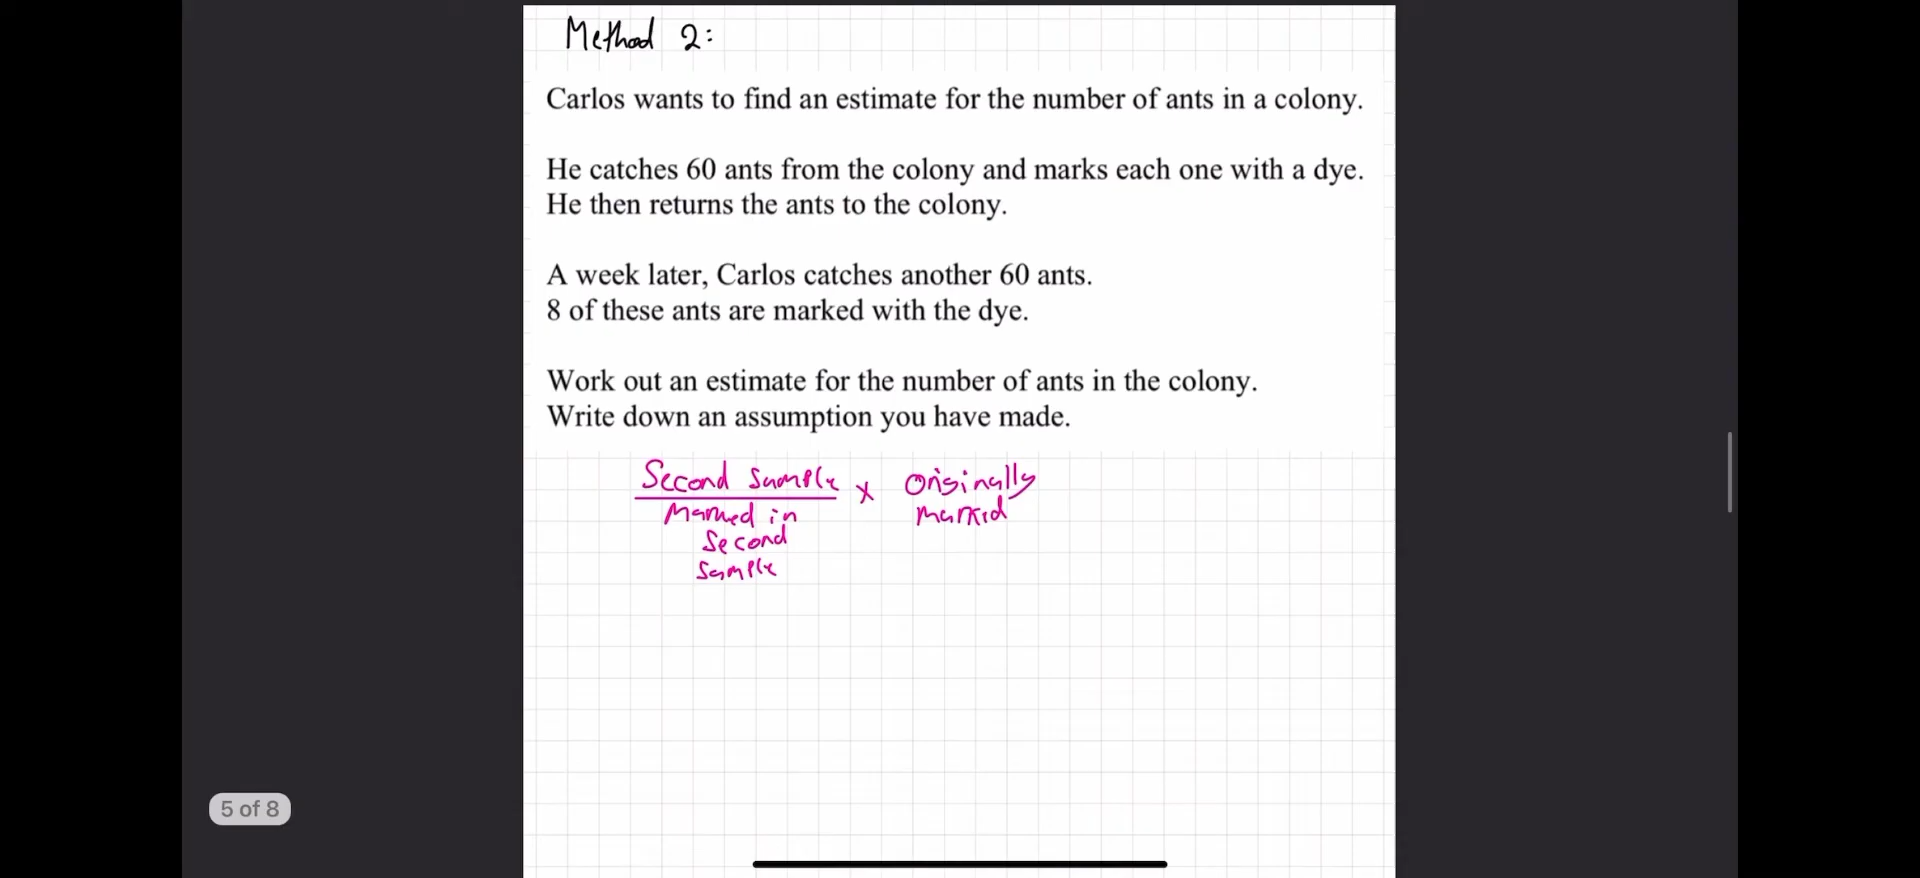 Method 2:
Carlos wants to find an estimate for the number of ants in a colony.
He catches 60 ants from the colony and marks each one with a dye.
He then returns the ants to the colony.
A week later, Carlos catches another 60 ants.
8 of these ants are marked with the dye.
Work out an estimate for the number of ants in the colony.
Write down an assumption you have made.
Second Sample x Originally
Marked in marked
Second
Sample
5 of 8